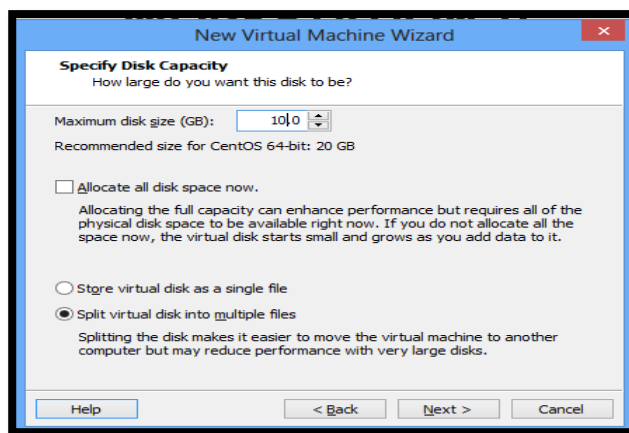 New Virtual Machine Wizard
Specify Disk Capacity
How large do you want this disk to be?
Maximum disk size (GB): 10.0
Recommended size for CentOS 64-bit: 20 GB
Allocate all disk space now.
Allocating the full capacity can enhance performance but requires all of the
physical disk space to be available right now. If you do not allocate all the
space now, the virtual disk starts small and grows as you add data to it.
Store virtual disk as a single file
Split virtual disk into multiple files
Splitting the disk makes it easier to move the virtual machine to another
computer but may reduce performance with very large disks.
Help < Back Next > Cancel